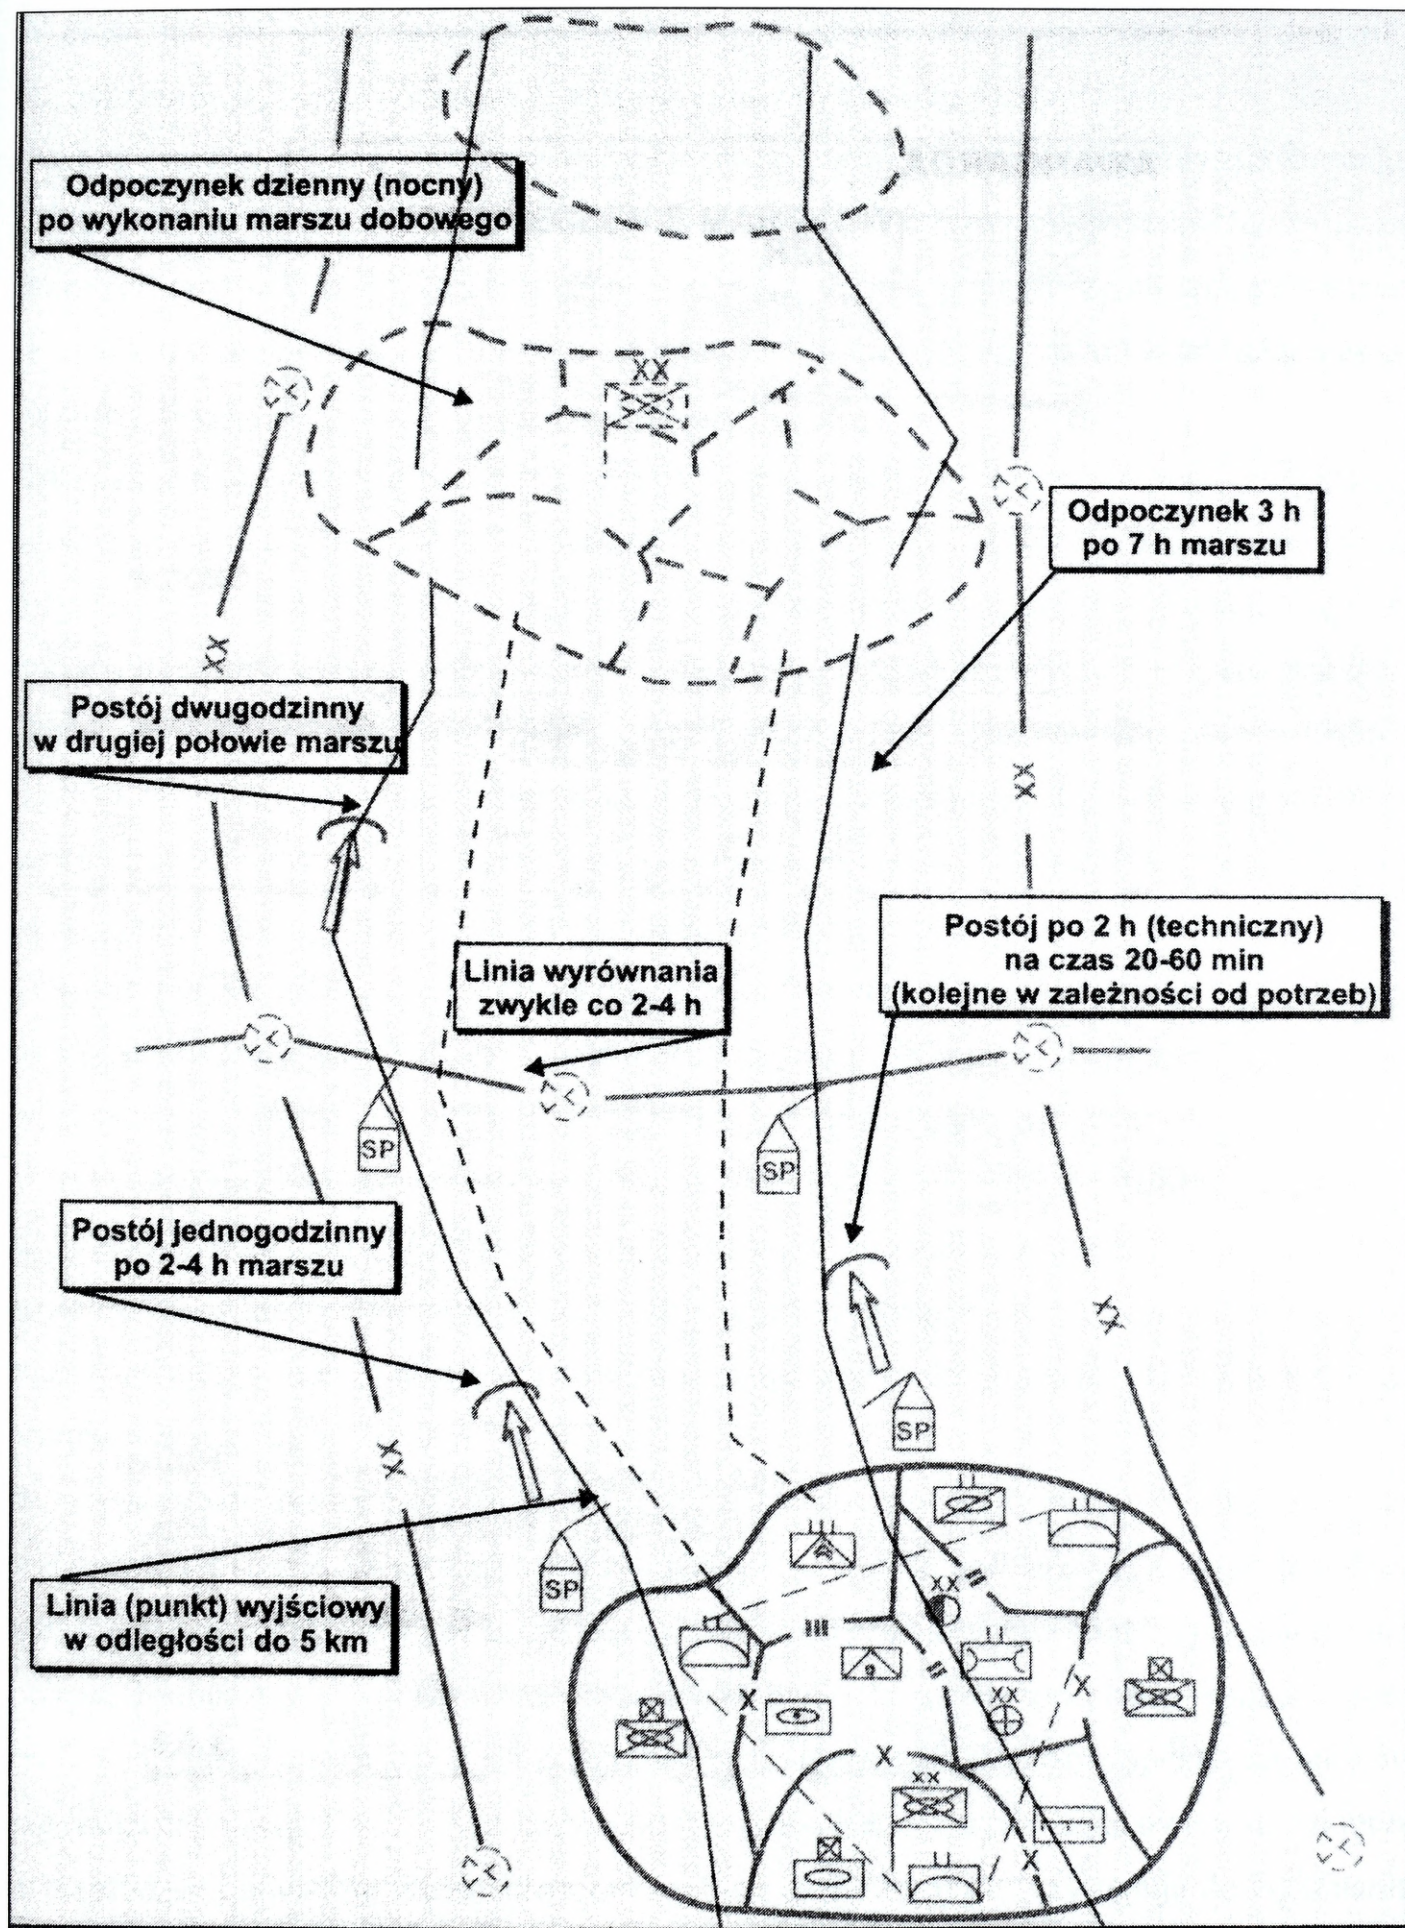 Odpoczynek dzienny (nocny)
po wykonaniu marszu dobowego
XX
Odpoczynek 3 h
po 7 h marszu
XX
Postój dwugodzinny
w drugiej połowie marszu
XX
Postój po 2 h (techniczny)
na czas 20-60 min
(kolejne w zależności od potrzeb)
Linia wyrównania
zwykle co 2-4 h
SP
SP
Postój jednogodzinny
po 2-4 h marszu
XX
SP
XX
SP
Linia (punkt) wyjściowy
w odległości do 5 km
XX
III
II
II
X
XX
X
X
XX
X